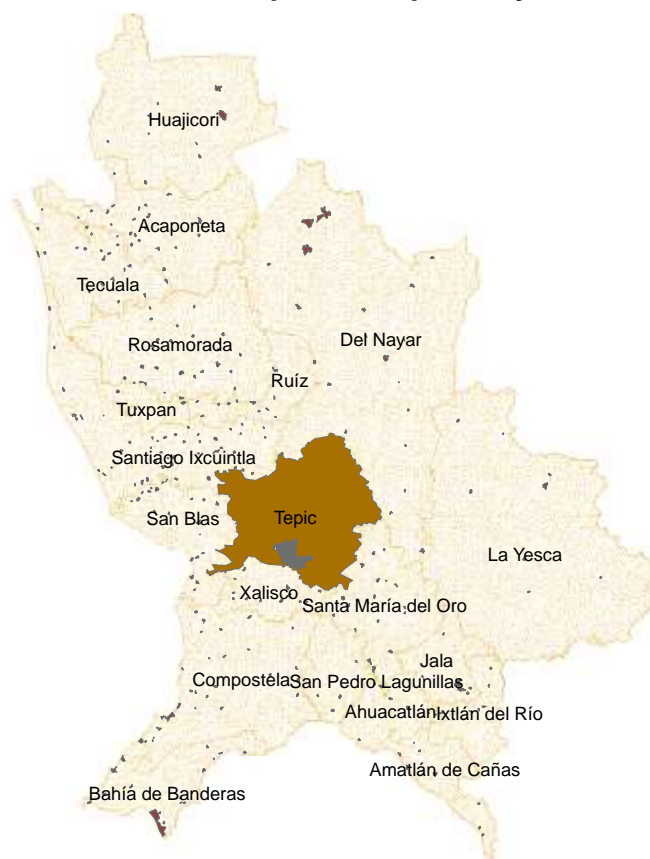 Huajicori
Acaponeta
Tecuala
Rosamorada
Del Nayar
Ruíz
Tuxpan
Santiago Ixcuintla
San Blas
Tepic
La Yesca
Xalisco
Santa María del Oro
Jala
Compostela
San Pedro Lagunillas
Ahuacatlán
Ixtlán del Río
Amatlán de Cañas
Bahía de Banderas